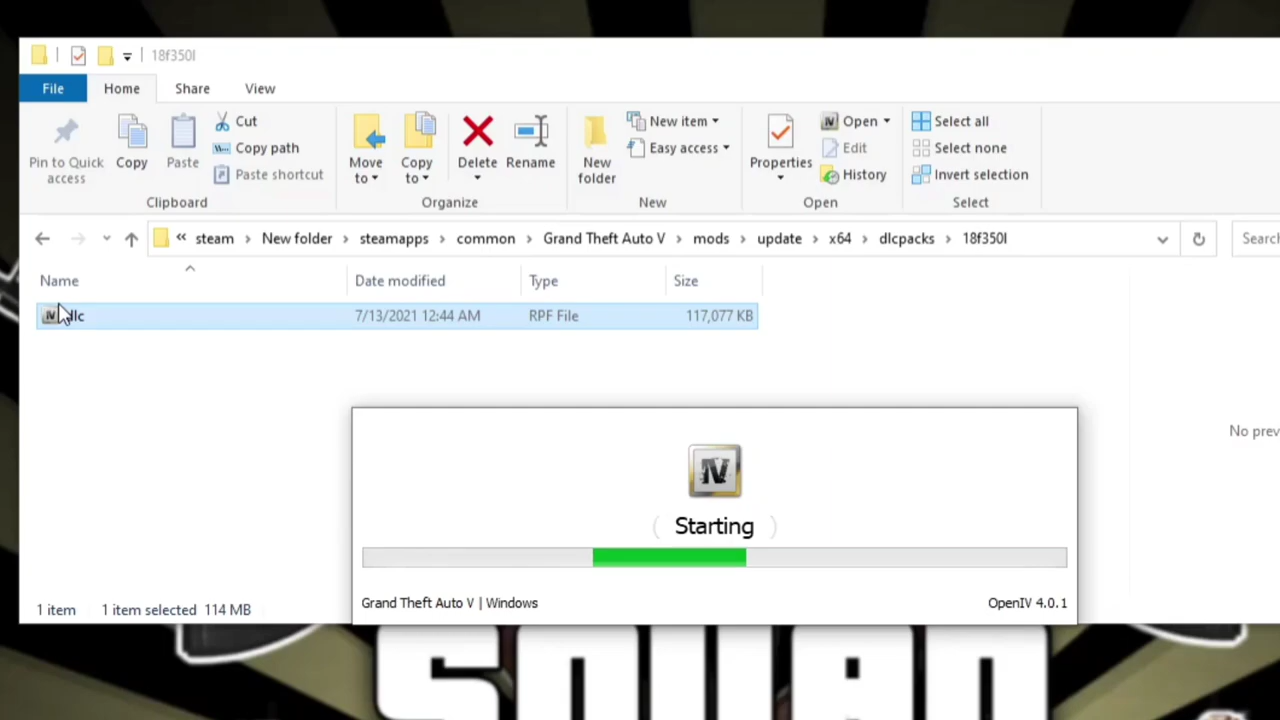 18f350l
File Home Share View
Pin to Quick access
Copy
Paste
Cut
Copy path
Paste shortcut
Clipboard
Move to
Copy to
Delete
Rename
Organize
New folder
New item
Easy access
New
Properties
Open
Edit
History
Open
Select all
Select none
Invert selection
Select
« steam › New folder › steamapps › common › Grand Theft Auto V › mods › update › x64 › dlcpacks › 18f350l
Search
Name Date modified Type Size
dlc 7/13/2021 12:44 AM RPF File 117,077 KB
No prev
IV
Starting
Grand Theft Auto V | Windows OpenIV 4.0.1
1 item 1 item selected 114 MB